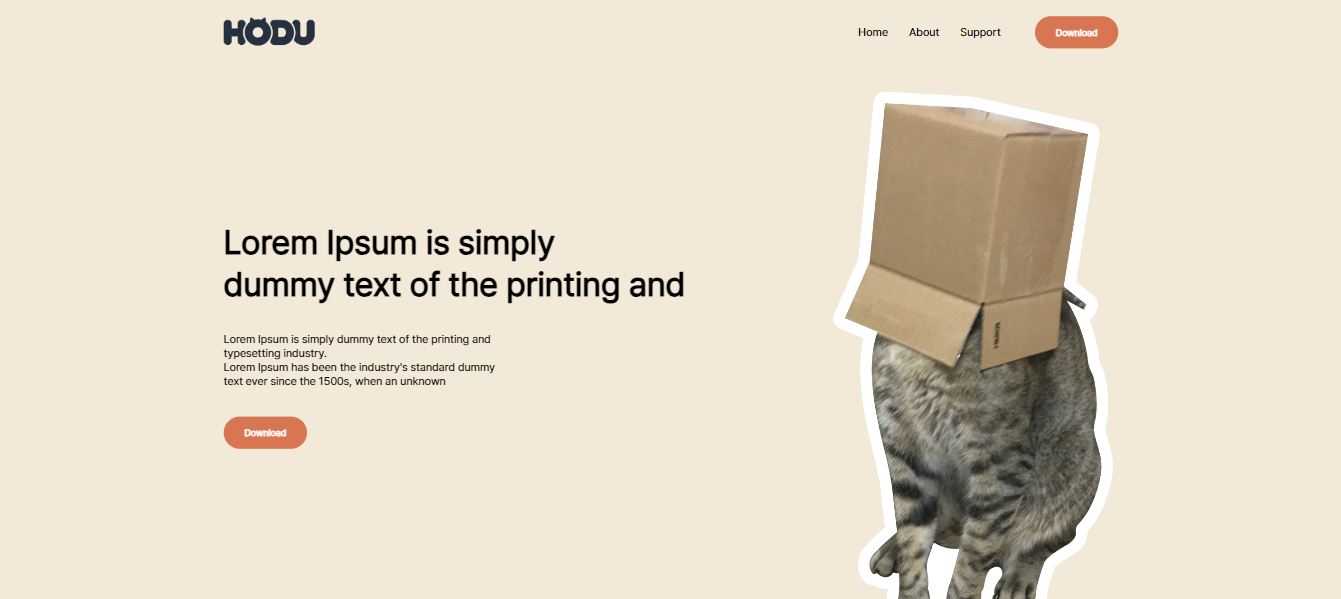 HODU
Home About Support Download
Lorem Ipsum is simply
dummy text of the printing and
Lorem Ipsum is simply dummy text of the printing and
typesetting industry.
Lorem Ipsum has been the industry's standard dummy
text ever since the 1500s, when an unknown
Download